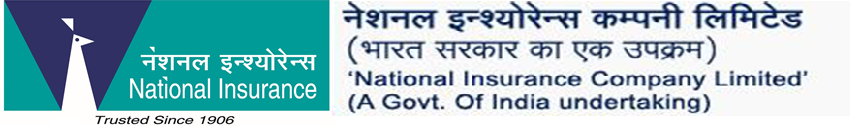 नेशनल इन्श्योरेन्स
National Insurance
Trusted Since 1906
नेशनल इन्श्योरेन्स कम्पनी लिमिटेड
(भारत सरकार का एक उपक्रम)
‘National Insurance Company Limited’
(A Govt. Of India undertaking)